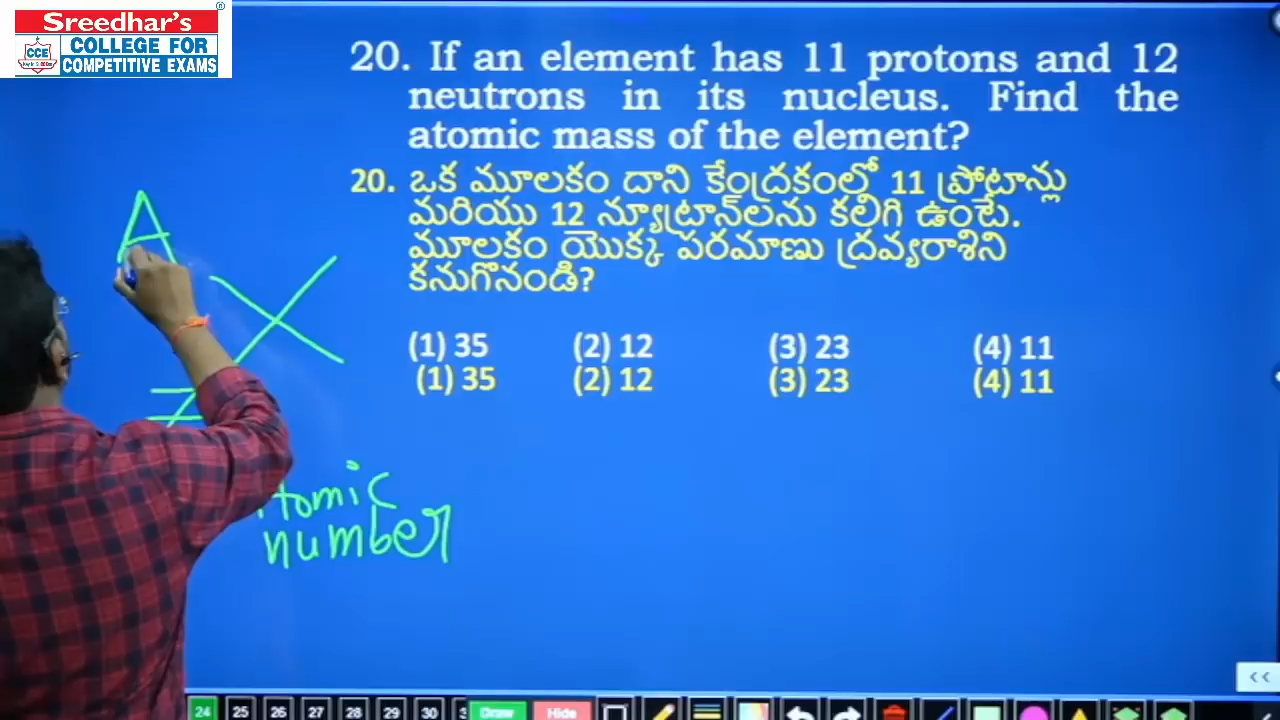 Sreedhar's
CCE
COLLEGE FOR
COMPETITIVE EXAMS
20. If an element has 11 protons and 12
neutrons in its nucleus. Find the
atomic mass of the element?
20. ఒక మూలకం దాని కేంద్రకంలో 11 ప్రోటాన్లు
మరియు 12 న్యూట్రాన్‌లను కలిగి ఉంటే.
మూలకం యొక్క పరమాణు ద్రవ్యరాశిని
కనుగొనండి?
(1) 35 (2) 12 (3) 23 (4) 11
(1) 35 (2) 12 (3) 23 (4) 11
A
X
Z
number
24 25 26 27 28 29 30 Draw Hide
<<